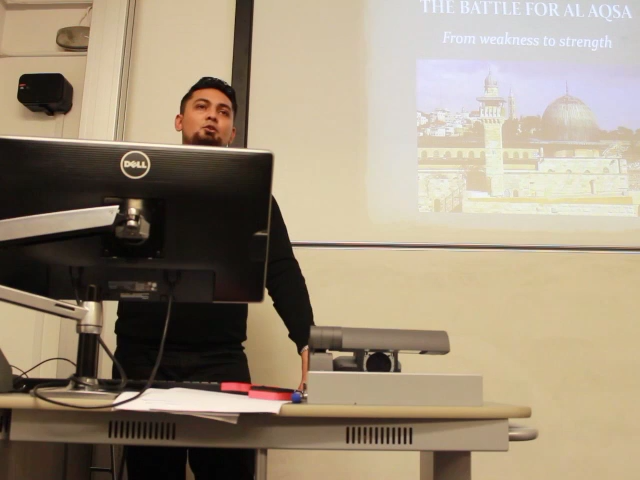 THE BATTLE FOR AL AQSA
From weakness to strength
DELL